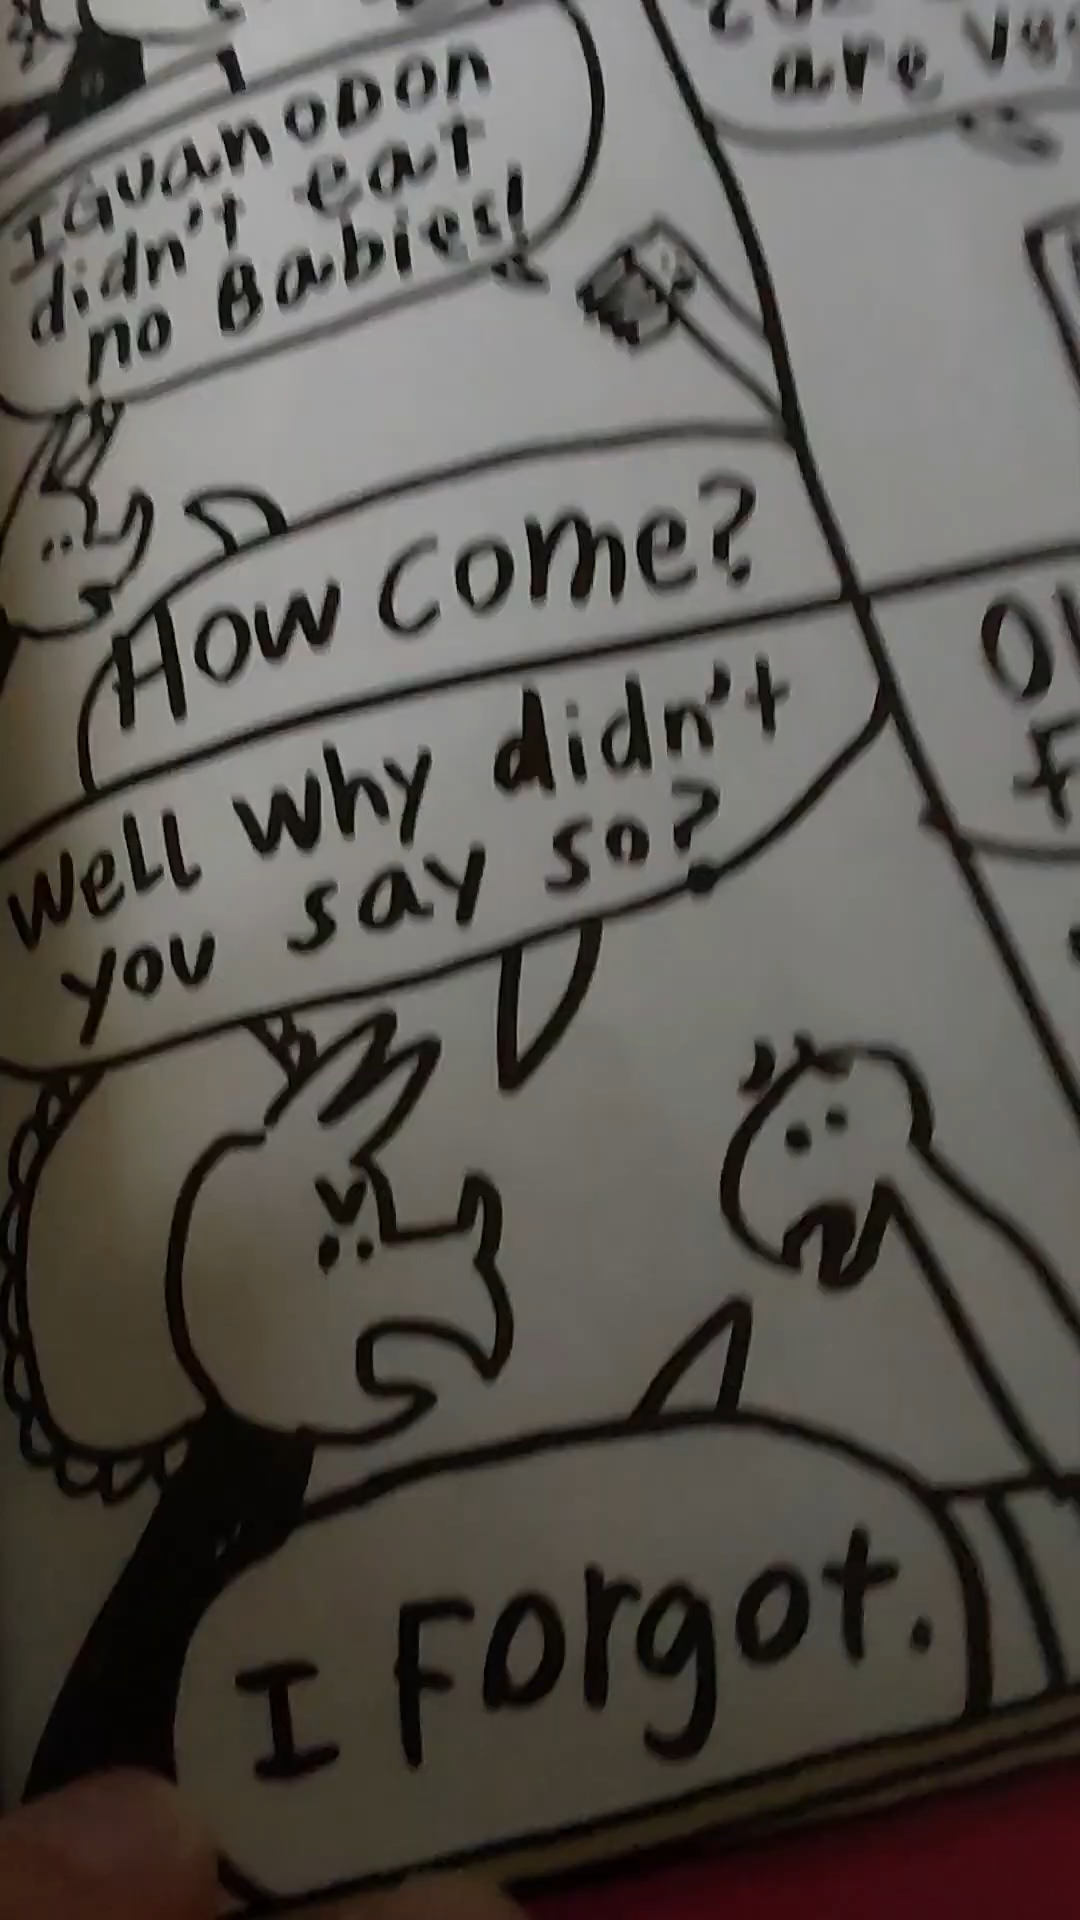 IGUANODON
didn't eat
no Babies!
How come?
Well why didn't
you say so?
I Forgot.
are